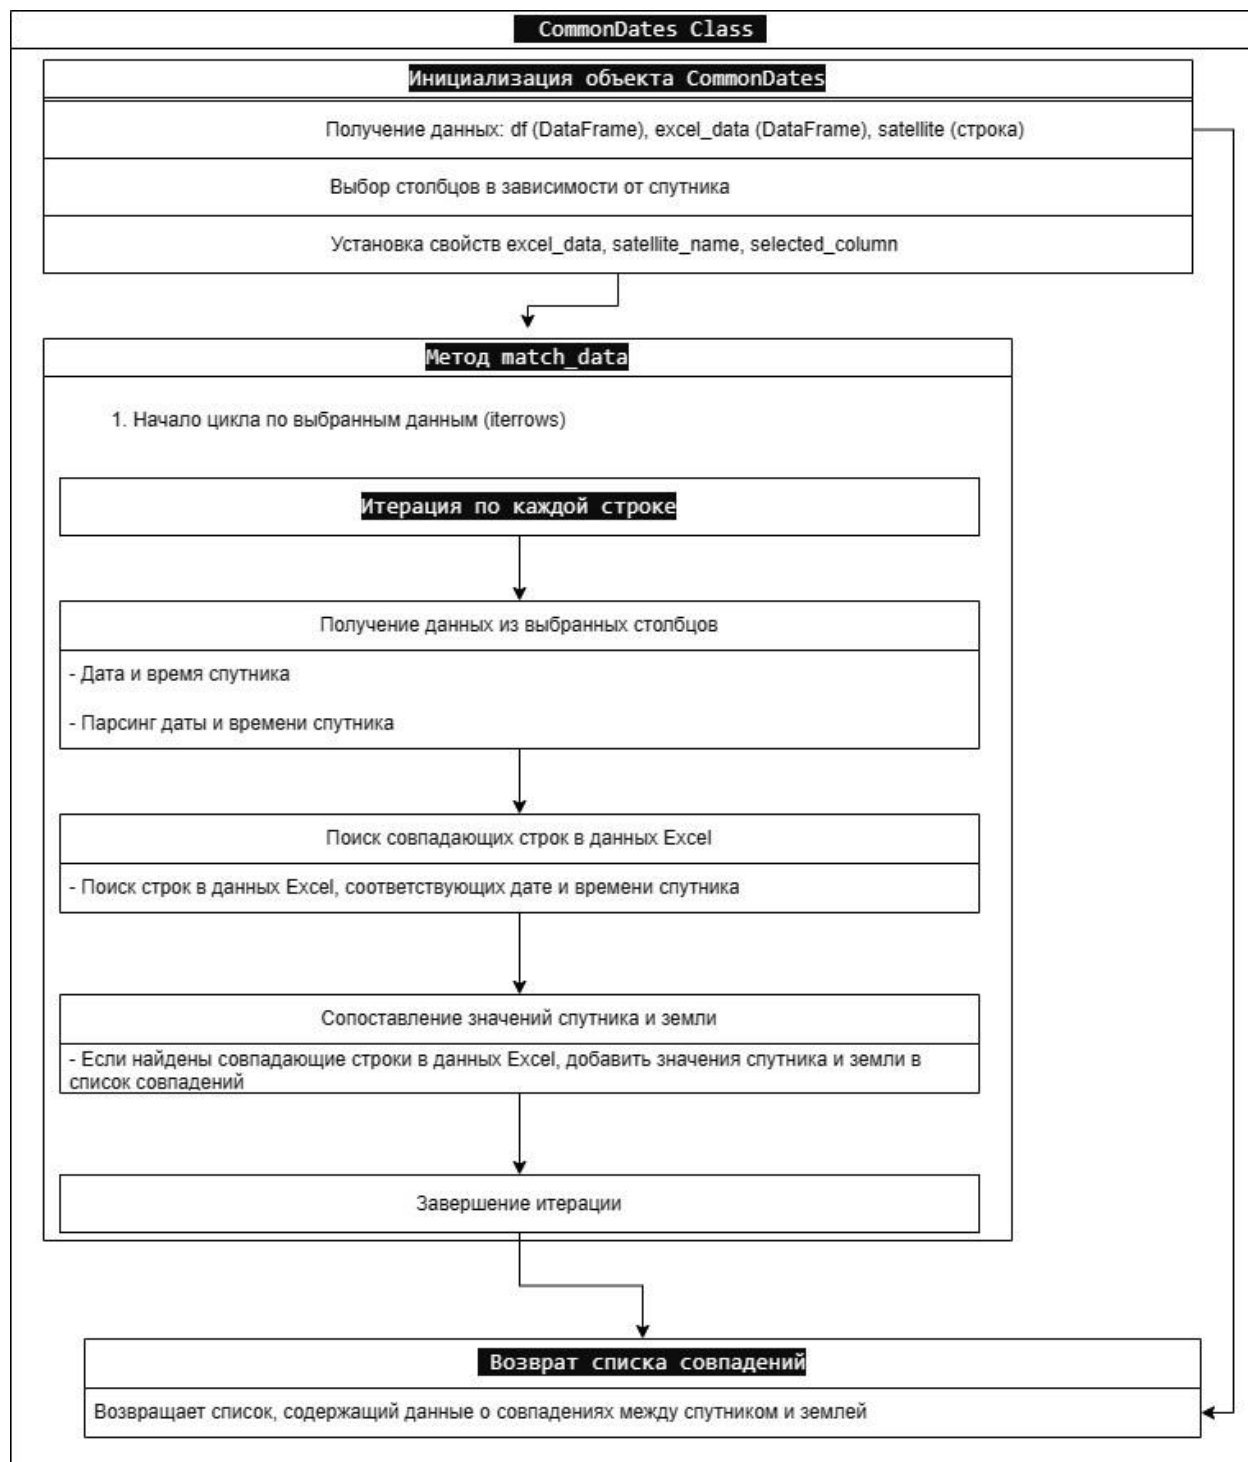 CommonDates Class
Инициализация объекта CommonDates
Получение данных: df (DataFrame), excel_data (DataFrame), satellite (строка)
Выбор столбцов в зависимости от спутника
Установка свойств excel_data, satellite_name, selected_column
Метод match_data
1. Начало цикла по выбранным данным (iterrows)
Итерация по каждой строке
Получение данных из выбранных столбцов
- Дата и время спутника
- Парсинг даты и времени спутника
Поиск совпадающих строк в данных Excel
- Поиск строк в данных Excel, соответствующих дате и времени спутника
Сопоставление значений спутника и земли
- Если найдены совпадающие строки в данных Excel, добавить значения спутника и земли в
список совпадений
Завершение итерации
Возврат списка совпадений
Возвращает список, содержащий данные о совпадениях между спутником и землей